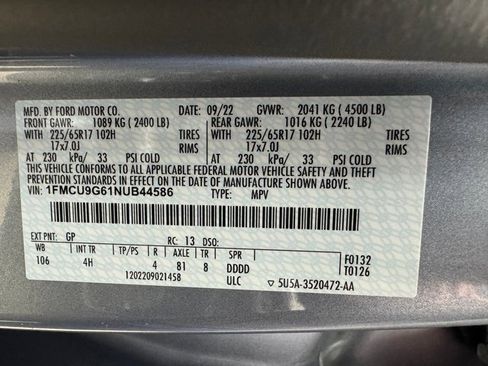 MFD. BY FORD MOTOR CO. DATE: 09/22 GVWR: 2041 KG ( 4500 LB)
FRONT GAWR: 1089 KG ( 2400 LB) REAR GAWR: 1016 KG ( 2240 LB)
WITH 225/65R17 102H TIRES WITH 225/65R17 102H TIRES
17x7.0J RIMS 17x7.0J RIMS
AT 230 kPa/ 33 PSI COLD AT 230 kPa/ 33 PSI COLD
THIS VEHICLE CONFORMS TO ALL APPLICABLE FEDERAL MOTOR VEHICLE SAFETY, BUMPER, AND THEFT
PREVENTION STANDARDS IN EFFECT ON THE DATE OF MANUFACTURE SHOWN ABOVE.
VIN: 1FMCU9G61NUB44586 TYPE: MPV
EXT PNT: GP RC: 13 DSO:
WB INT TR TP/PS R AXLE TR SPR F0132
106 4H 4 81 8 DDDD T0126
1202209021458 ULC ▽ 5U5A-3520472-AA